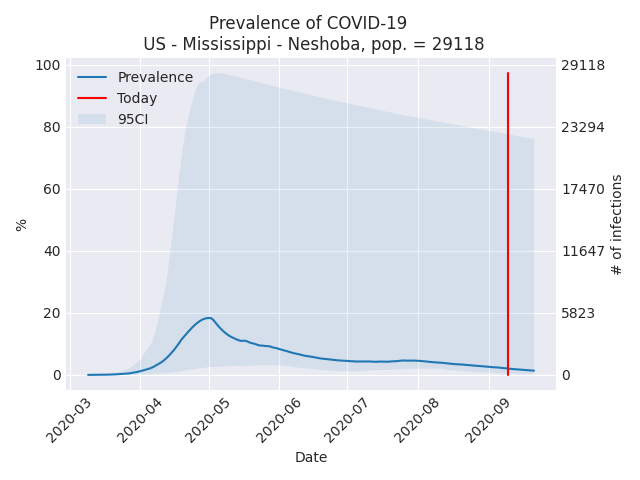 Prevalence of COVID-19
US - Mississippi - Neshoba, pop. = 29118
100
80
60
40
20
0
%
Prevalence
Today
95CI
29118
23294
17470
11647
5823
0
# of infections
2020-03
2020-04
2020-05
2020-06
2020-07
2020-08
2020-09
Date